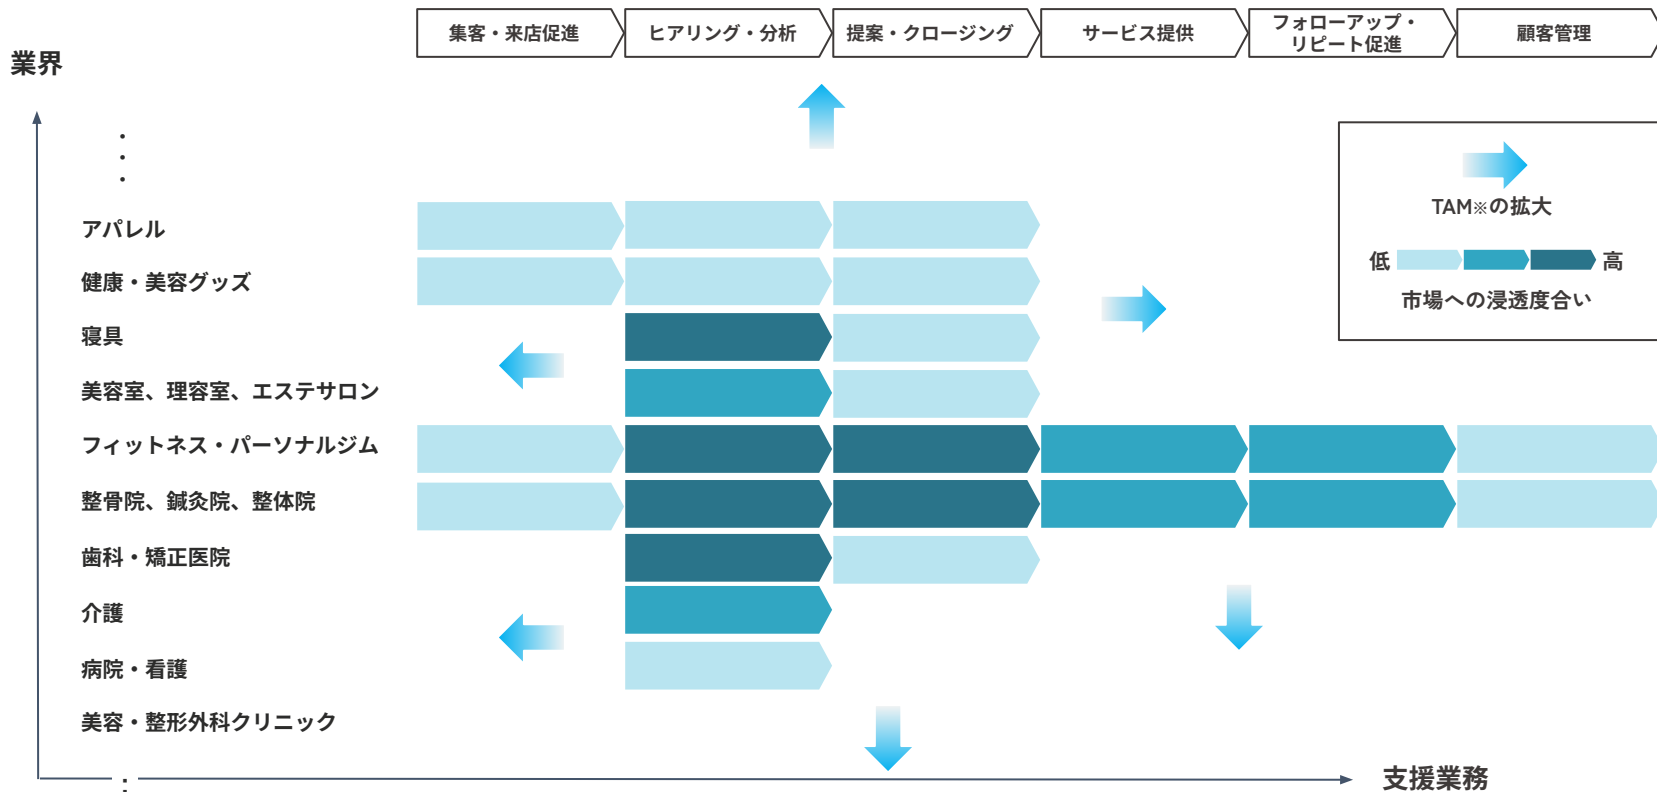 集客・来店促進
ヒアリング・分析
提案・クロージング
サービス提供
フォローアップ・
リピート促進
顧客管理
業界
アパレル
健康・美容グッズ
寝具
美容室、理容室、エステサロン
フィットネス・パーソナルジム
整骨院、鍼灸院、整体院
歯科・矯正医院
介護
病院・看護
美容・整形外科クリニック
TAM※の拡大
低
高
市場への浸透度合い
支援業務